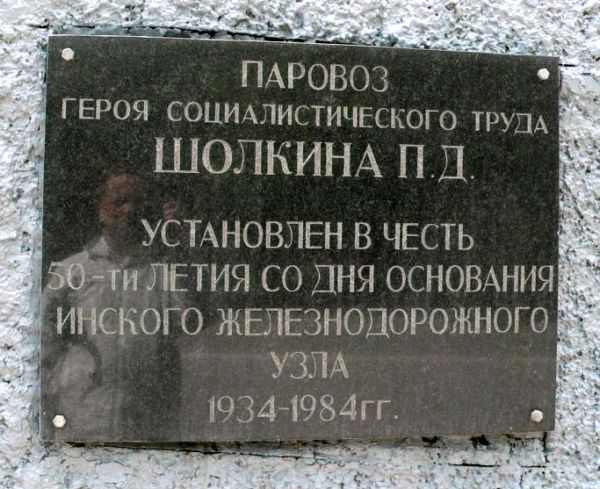 ПАРОВОЗ
ГЕРОЯ СОЦИАЛИСТИЧЕСКОГО ТРУДА
ШОЛКИНА П.Д.
УСТАНОВЛЕН В ЧЕСТЬ
50-ти ЛЕТИЯ СО ДНЯ ОСНОВАНИЯ
ИНСКОГО ЖЕЛЕЗНОДОРОЖНОГО
УЗЛА
1934-1984гг.